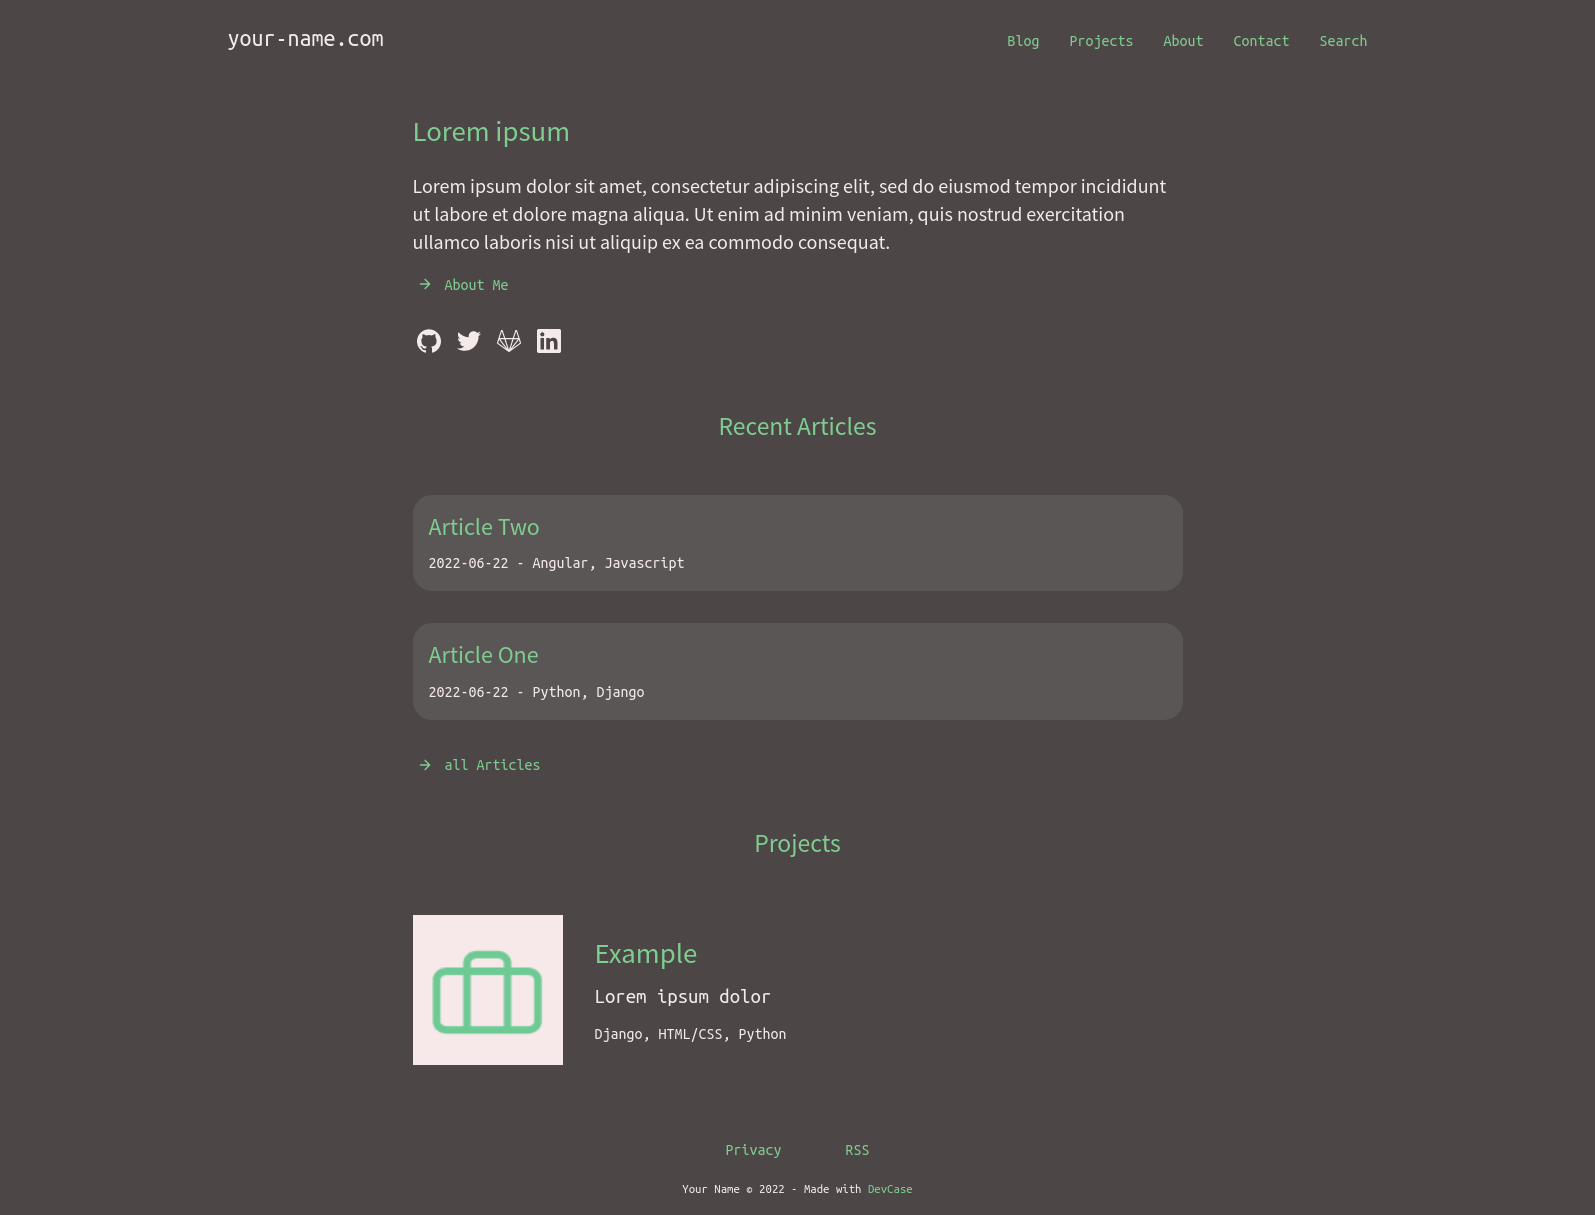 your-name.com
Blog Projects About Contact Search
Lorem ipsum
Lorem ipsum dolor sit amet, consectetur adipiscing elit, sed do eiusmod tempor incididunt
ut labore et dolore magna aliqua. Ut enim ad minim veniam, quis nostrud exercitation
ullamco laboris nisi ut aliquip ex ea commodo consequat.
→ About Me
in
Recent Articles
Article Two
2022-06-22 - Angular, Javascript
Article One
2022-06-22 - Python, Django
→ all Articles
Projects
Example
Lorem ipsum dolor
Django, HTML/CSS, Python
Privacy RSS
Your Name © 2022 - Made with DevCase